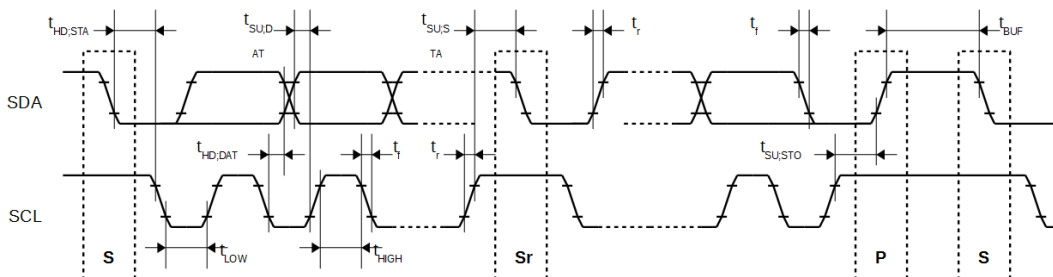 tHD;STA
tSU;D
AT
tSU;S
TA
tr
tf
tBUF
SDA
tHD;DAT
tf
tr
tSU;STO
SCL
S
tLOW
tHIGH
Sr
P
S